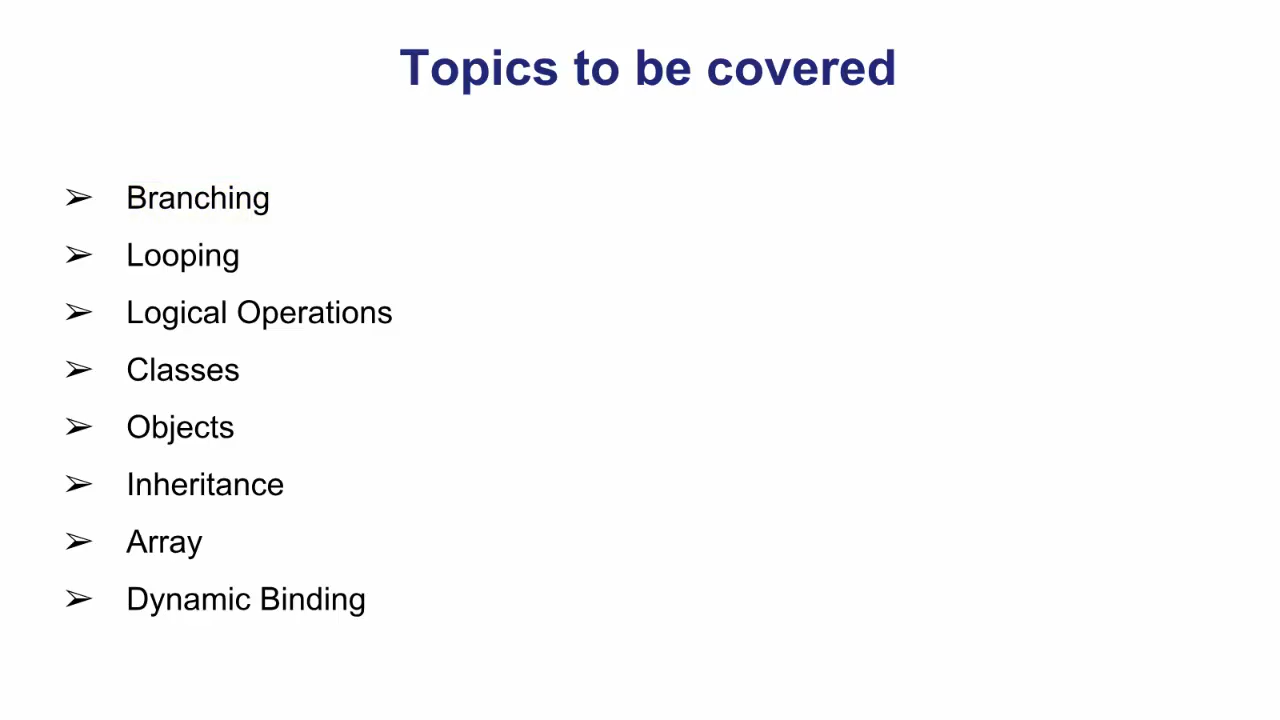 Topics to be covered
➢ Branching
➢ Looping
➢ Logical Operations
➢ Classes
➢ Objects
➢ Inheritance
➢ Array
➢ Dynamic Binding